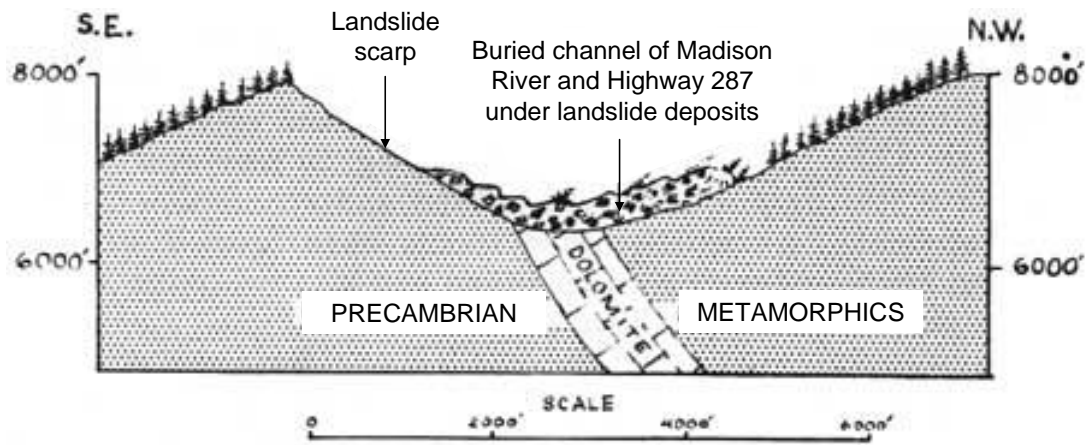 S.E.
Landslide
scarp
Buried channel of Madison
River and Highway 287
under landslide deposits
N.W.
8000'
8000'
6000'
6000'
PRECAMBRIAN
DOLOMITE
METAMORPHICS
SCALE
0 2000' 4000' 6000'